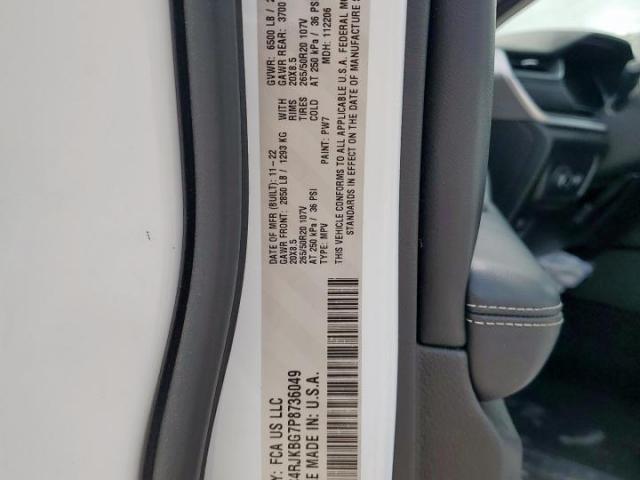 Y: FCA US LLC
4RJKBG7P8736049
E MADE IN: U.S.A.
DATE OF MFR (BUILT): 11-22
GAWR FRONT: 2850 LB / 1293 KG WITH
20X8.5 RIMS
265/50R20 107V TIRES
AT 250 kPa / 36 PSI COLD
TYPE: MPV PAINT: PW7
GVWR: 6500 LB /
GAWR REAR: 3700
20X8.5
265/50R20 107V
AT 250 kPa / 36 PSI
MDH: 112206
THIS VEHICLE CONFORMS TO ALL APPLICABLE U.S.A. FEDERAL MO
STANDARDS IN EFFECT ON THE DATE OF MANUFACTURE S